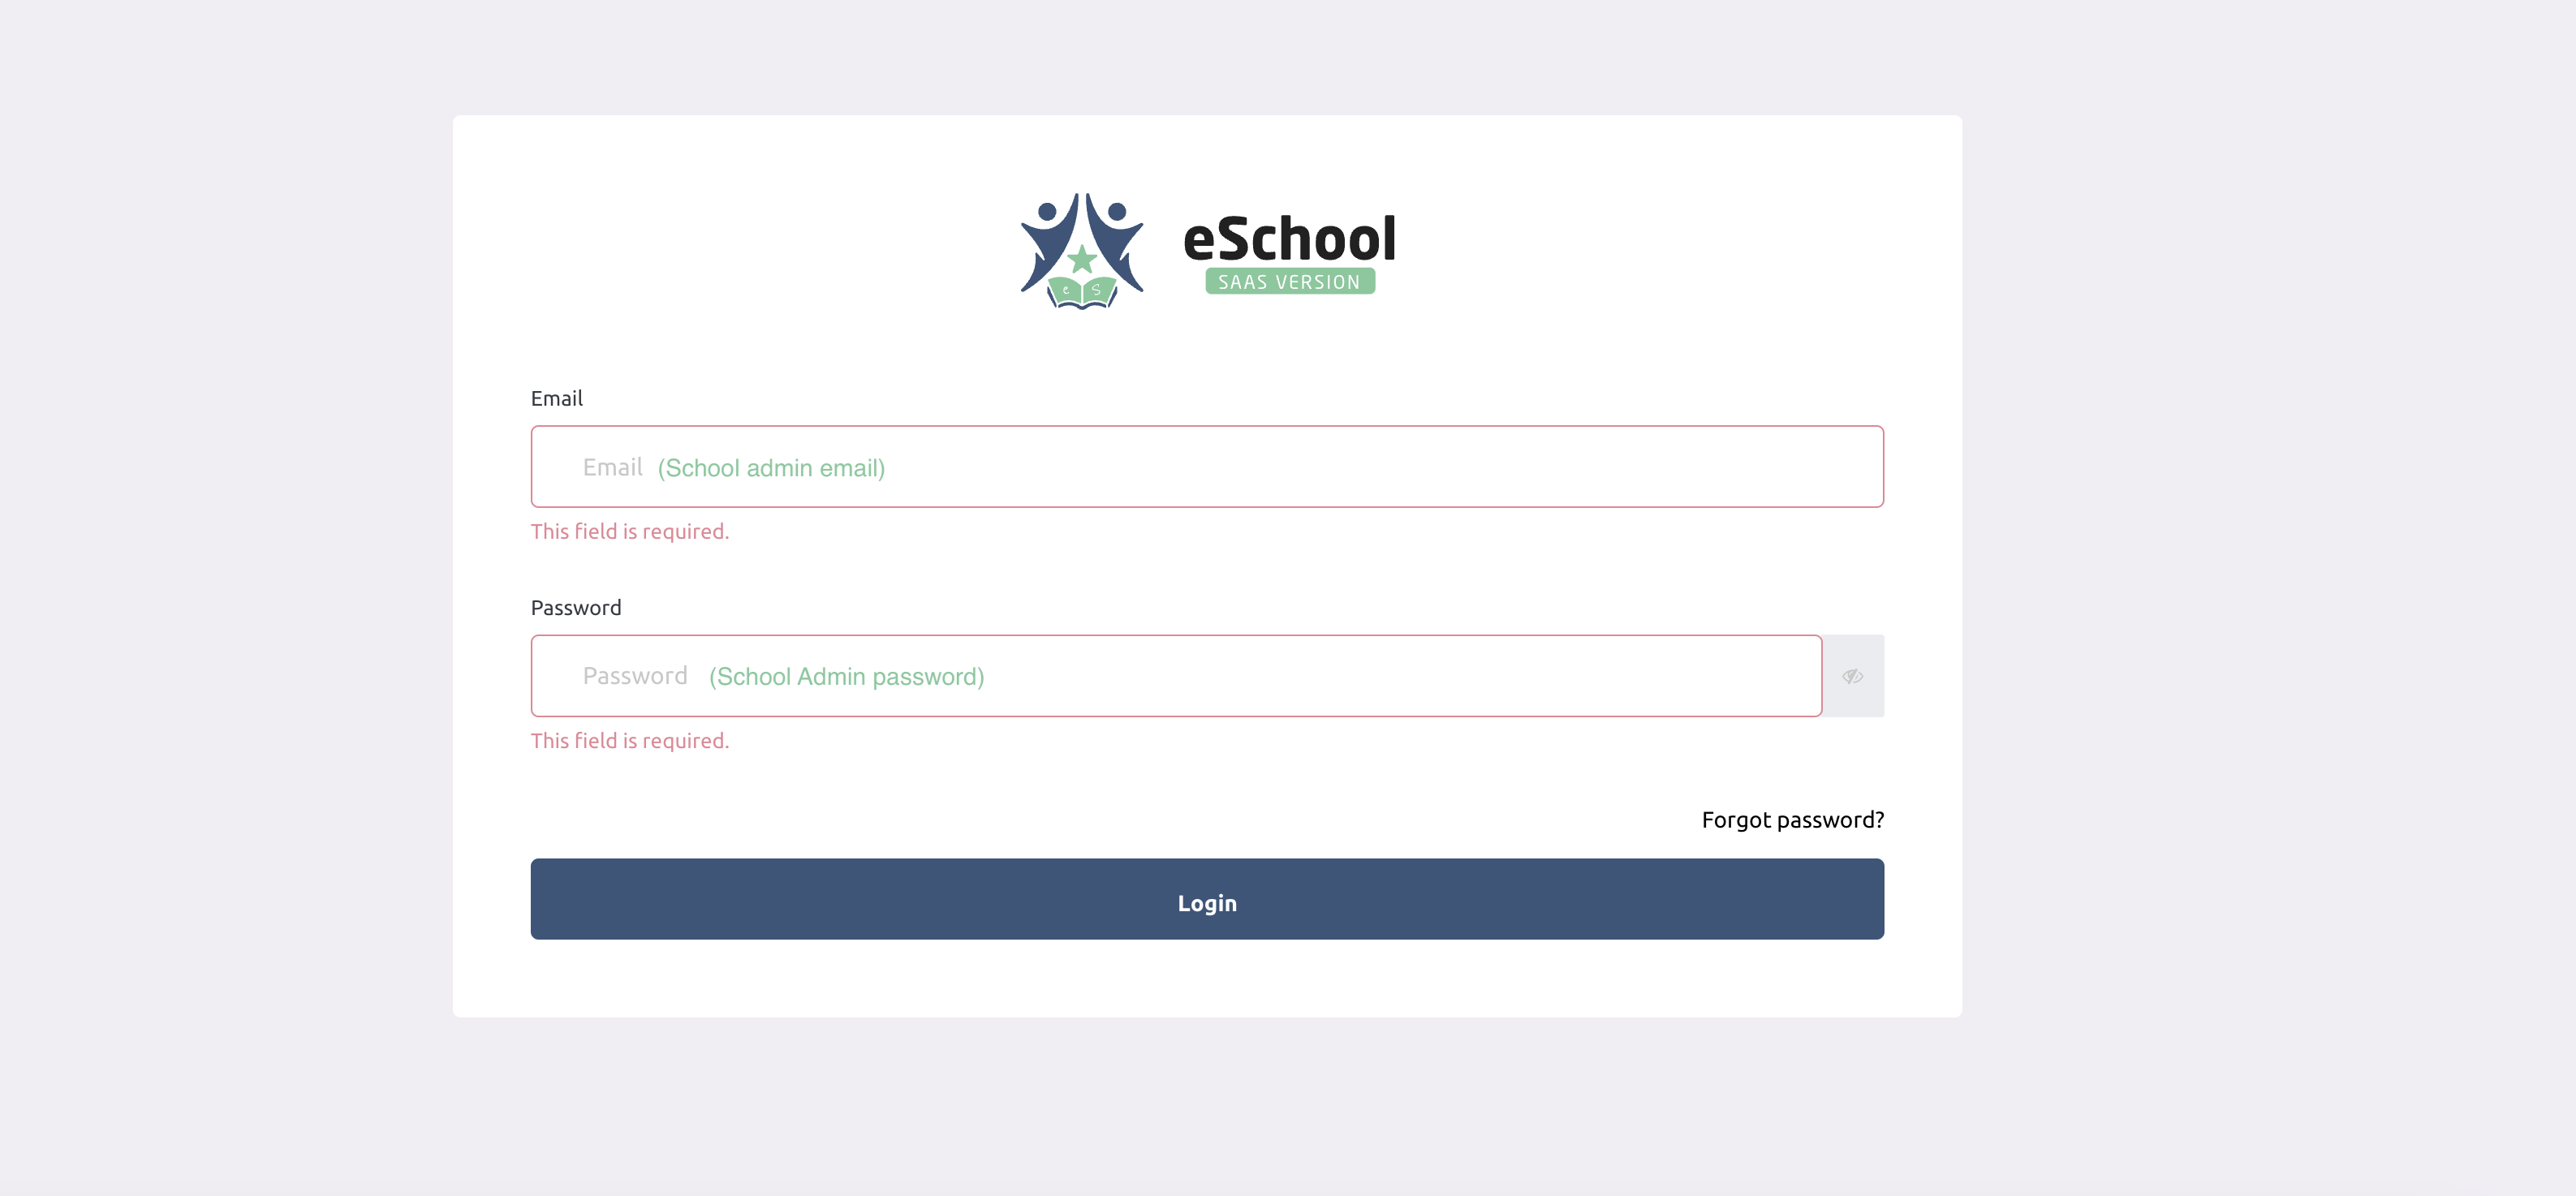 eSchool
SAAS VERSION
e S
Email
Email (School admin email)
This field is required.
Password
Password (School Admin password)
This field is required.
Forgot password?
Login